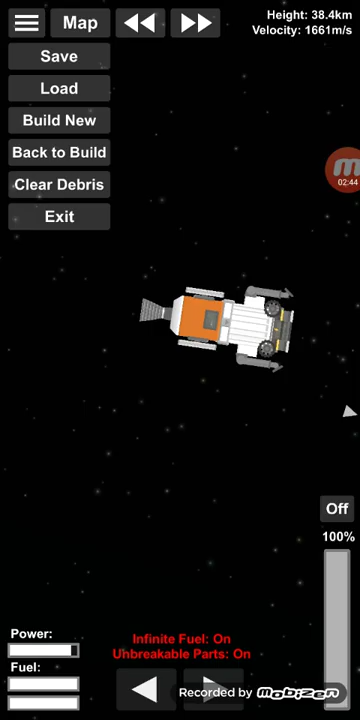 Map
Height: 38.4km
Velocity: 1661m/s
Save
Load
Build New
Back to Build
Clear Debris
Exit
02:44
Off
100%
Power:
Infinite Fuel: On
Unbreakable Parts: On
Fuel:
Recorded by mobizen